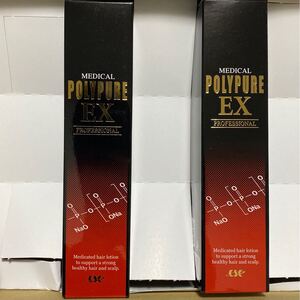 MEDICAL
POLYPURE
EX
PROFESSIONAL
O O O
O-P-O-P-O-P-O
NaO ONa ONa
Medicated hair lotion
to support a strong
healthy hair and scalp.
CSC
MEDICAL
POLYPURE
EX
PROFESSIONAL
O O O
O-P-O-P-O-P-O
NaO ONa
Medicated hair lotion
to support a strong
healthy hair and scalp.
CSC